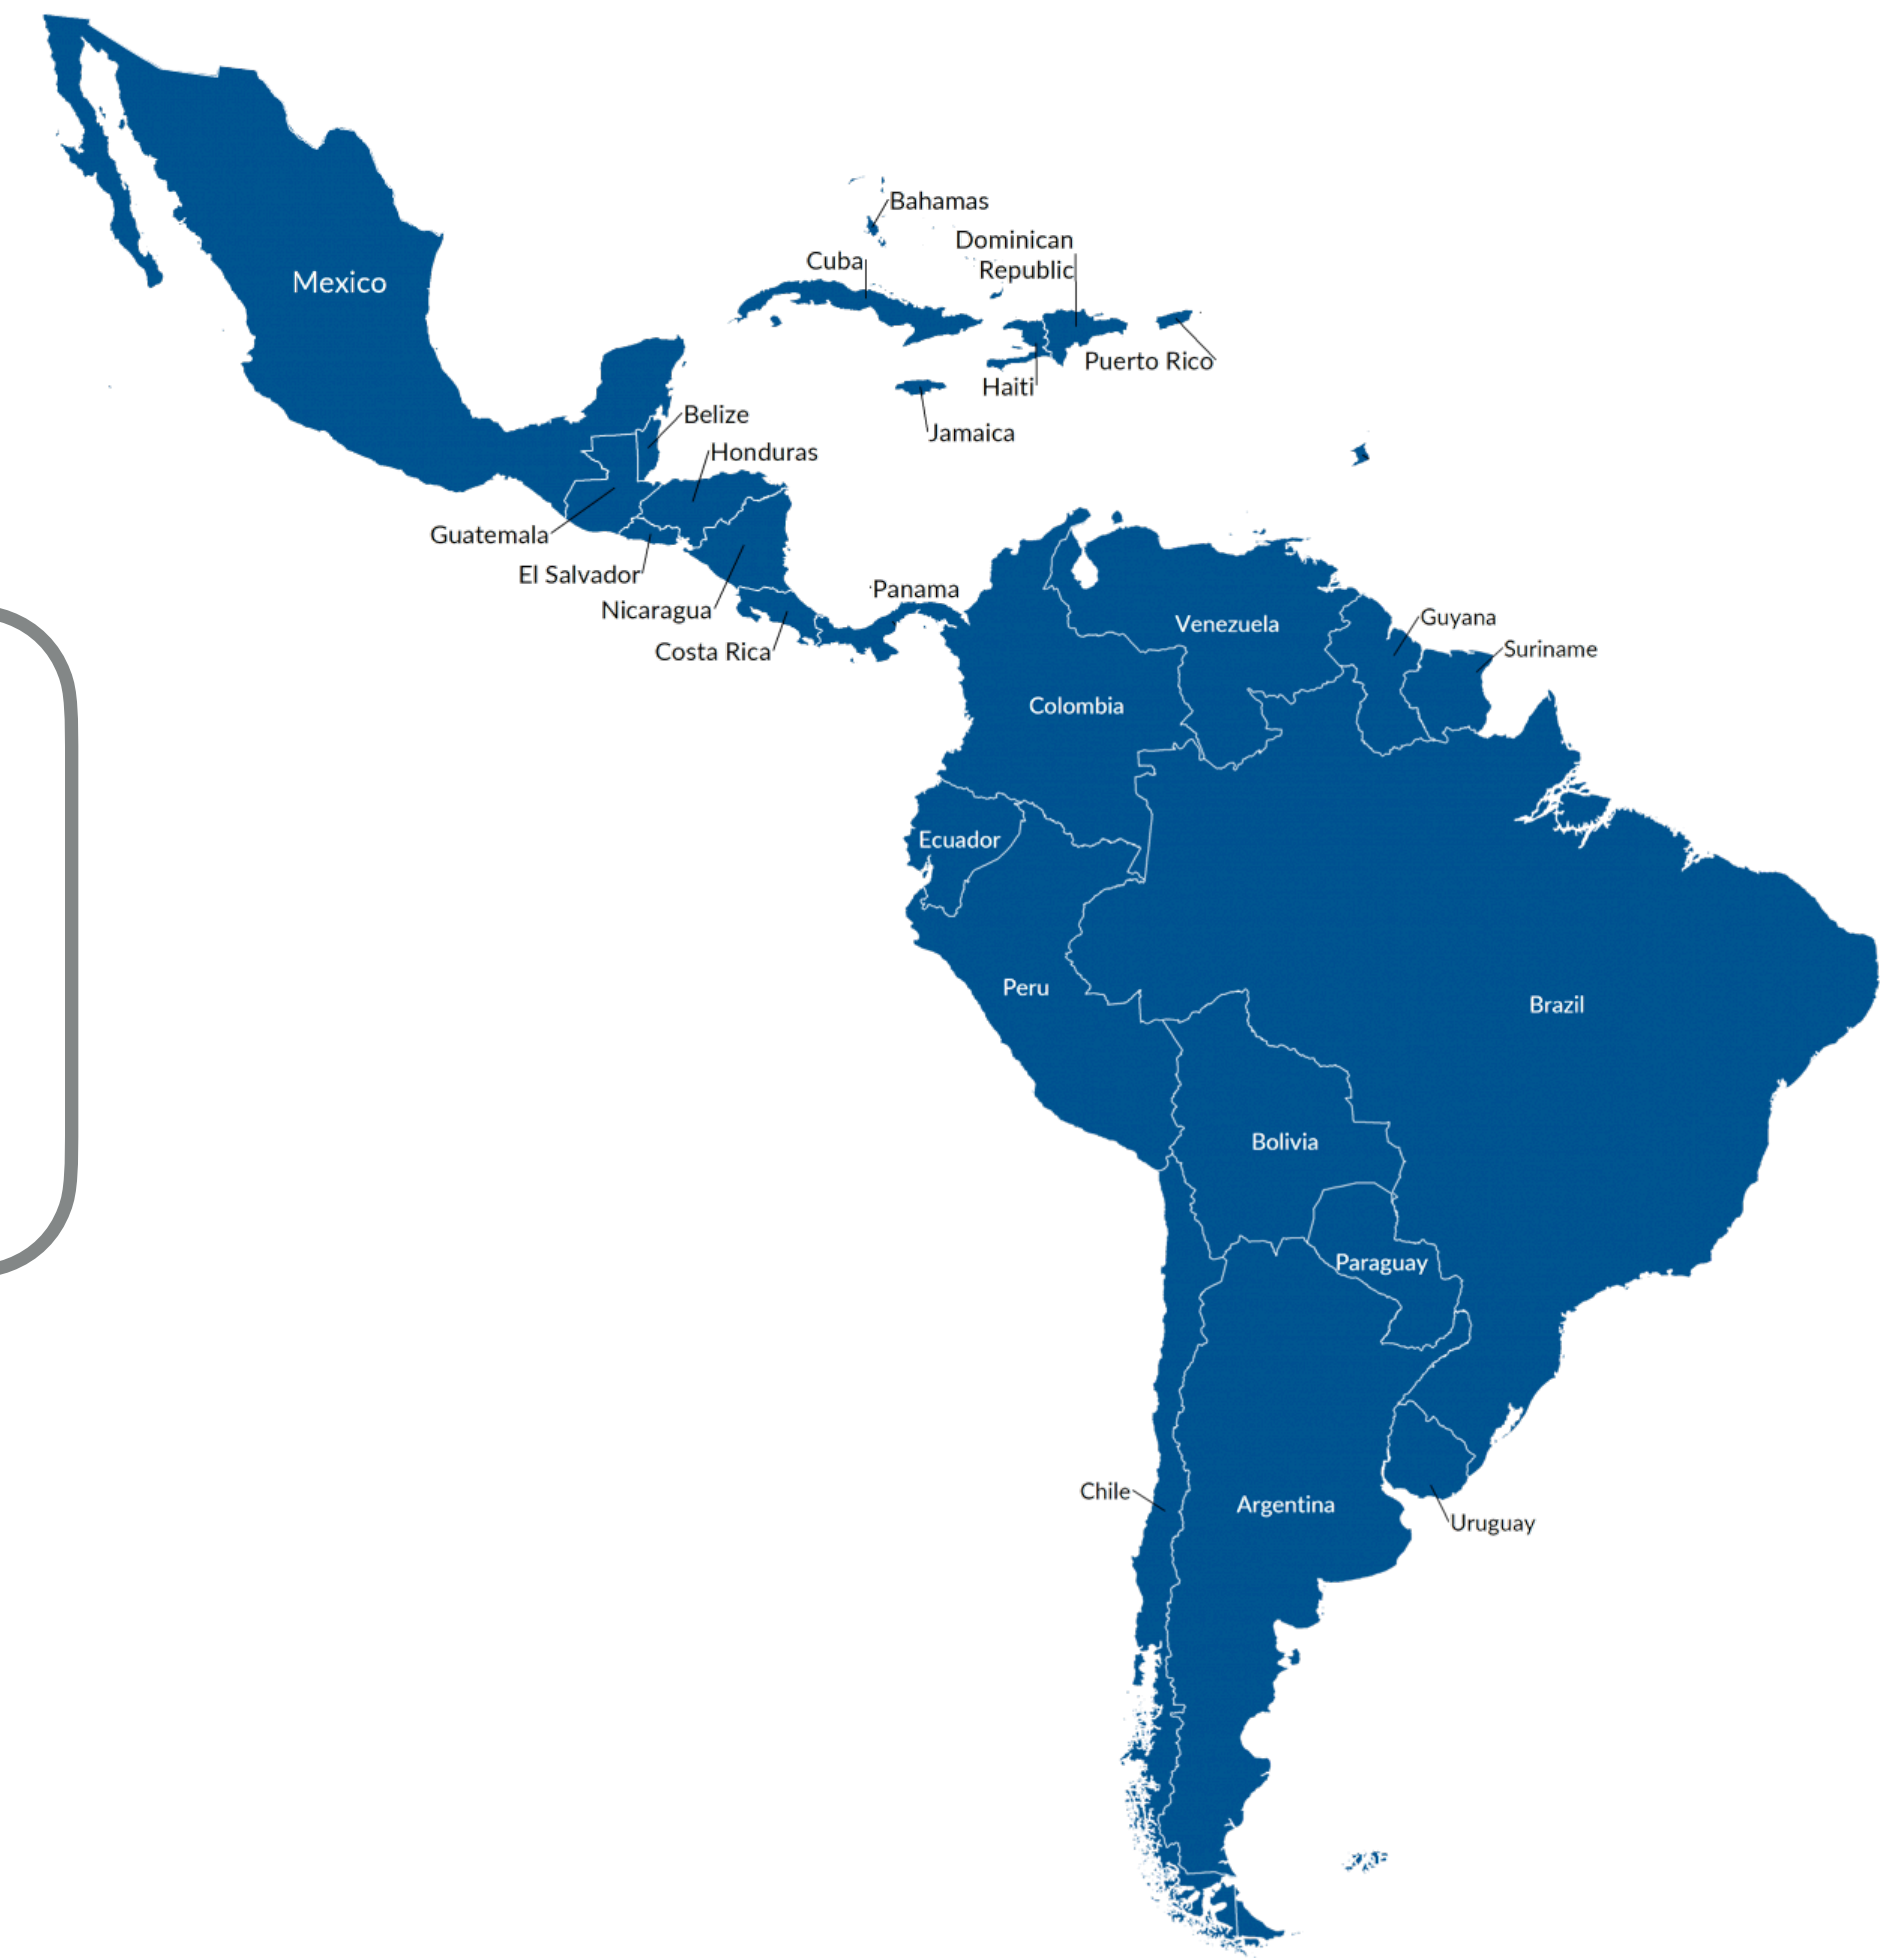 Bahamas
Dominican
Republic
Cuba
Mexico
Puerto Rico
Haiti
Belize
Jamaica
Honduras
Guatemala
El Salvador
Panama
Nicaragua
Guyana
Venezuela
Costa Rica
Suriname
Colombia
Ecuador
Peru
Brazil
Bolivia
Paraguay
Chile
Argentina
Uruguay